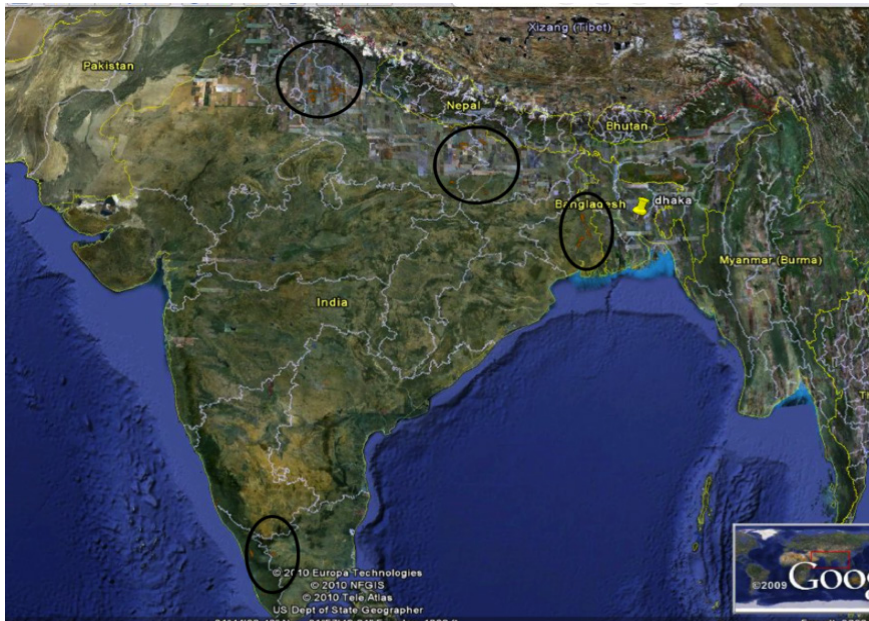 Xizang (Tibet)
Pakistan
Nepal
Bhutan
Bangladesh
dhaka
Myanmar (Burma)
India
Th
© 2010 Europa Technologies
© 2010 NFGIS
© 2010 Tele Atlas
US Dept of State Geographer
©2009 Goog